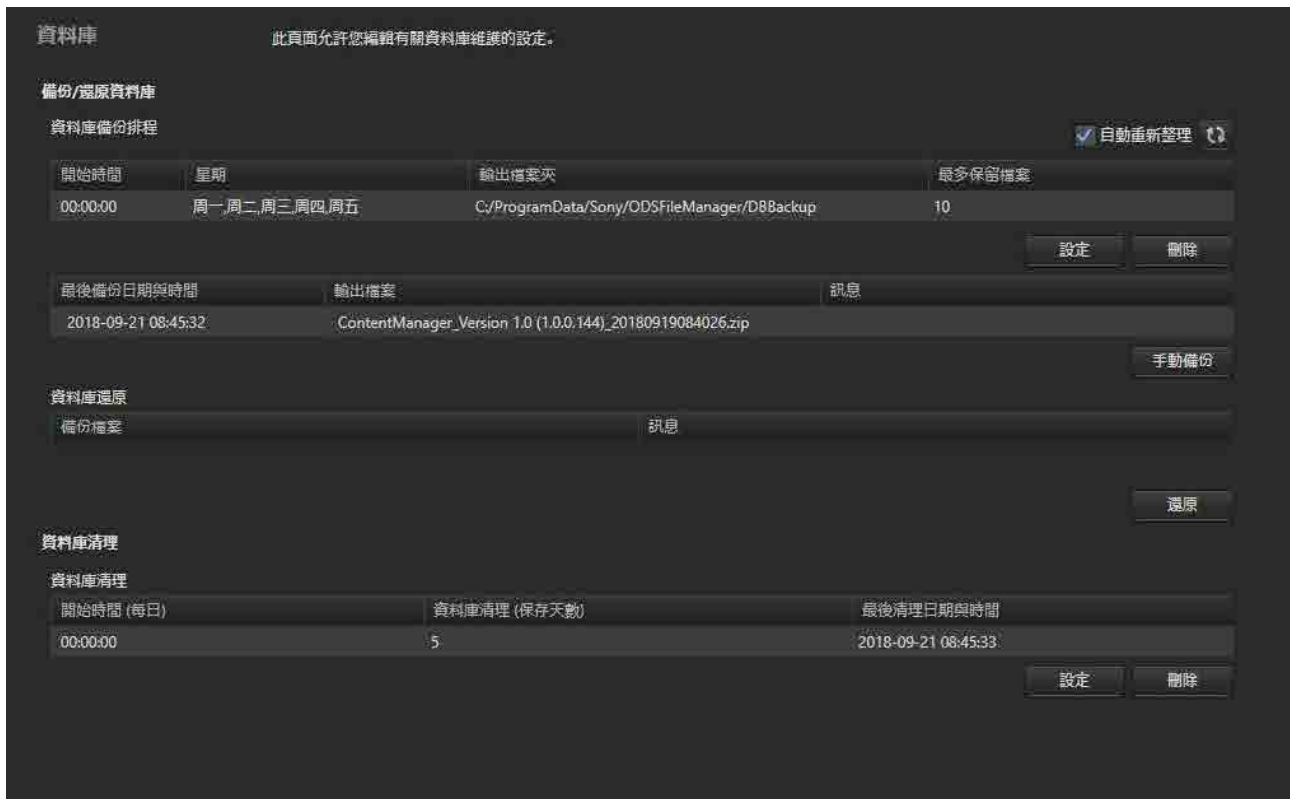 資料庫 此頁面允許您編輯有關資料庫維護的設定。
備份/還原資料庫
資料庫備份排程 自動重新整理
開始時間 星期 輸出檔案夾 最多保留檔案
00:00:00 周一,周二,周三,周四,周五 C:/ProgramData/Sony/ODSFileManager/DBBackup 10
設定 刪除
最後備份日期與時間 輸出檔案 訊息
2018-09-21 08:45:32 ContentManager_Version 1.0 (1.0.0.144)_20180919084026.zip
手動備份
資料庫還原
備份檔案 訊息
還原
資料庫清理
資料庫清理
開始時間 (每日) 資料庫清理 (保存天數) 最後清理日期與時間
00:00:00 5 2018-09-21 08:45:33
設定 刪除